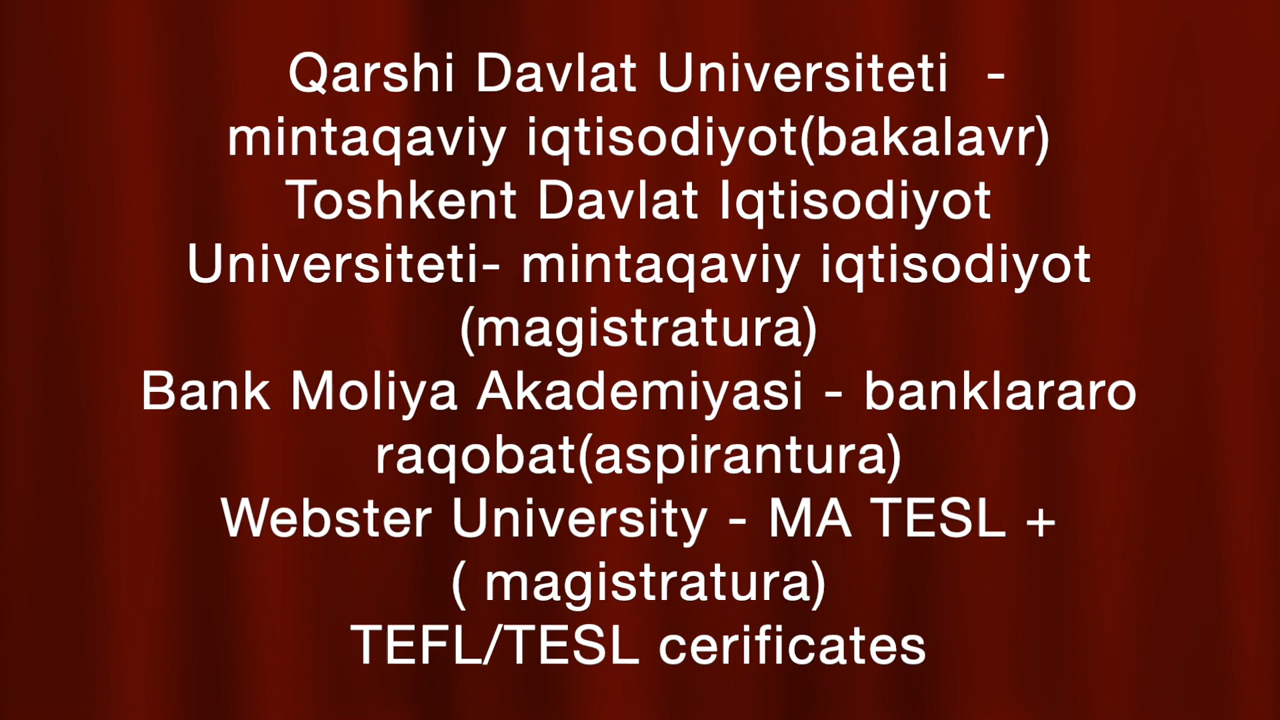 Qarshi Davlat Universiteti -
mintaqaviy iqtisodiyot(bakalavr)
Toshkent Davlat Iqtisodiyot
Universiteti- mintaqaviy iqtisodiyot
(magistratura)
Bank Moliya Akademiyasi - banklararo
raqobat(aspirantura)
Webster University - MA TESL +
( magistratura)
TEFL/TESL cerificates